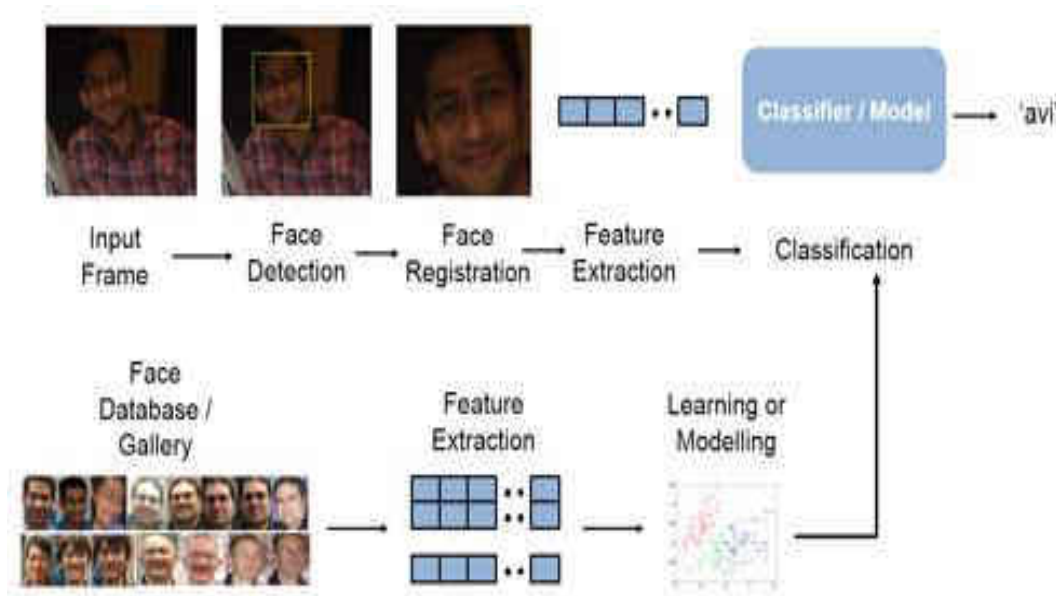 Classifier / Model
'avi'
Input
Frame
Face
Detection
Face
Registration
Feature
Extraction
Classification
Face
Database /
Gallery
Feature
Extraction
Learning or
Modelling